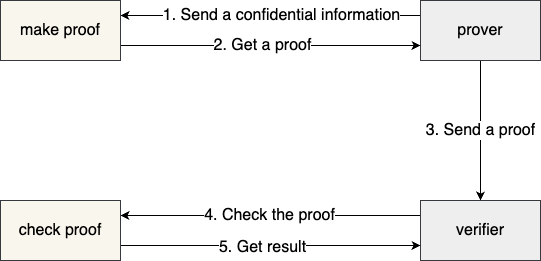 make proof
1. Send a confidential information
prover
2. Get a proof
3. Send a proof
4. Check the proof
check proof
verifier
5. Get result